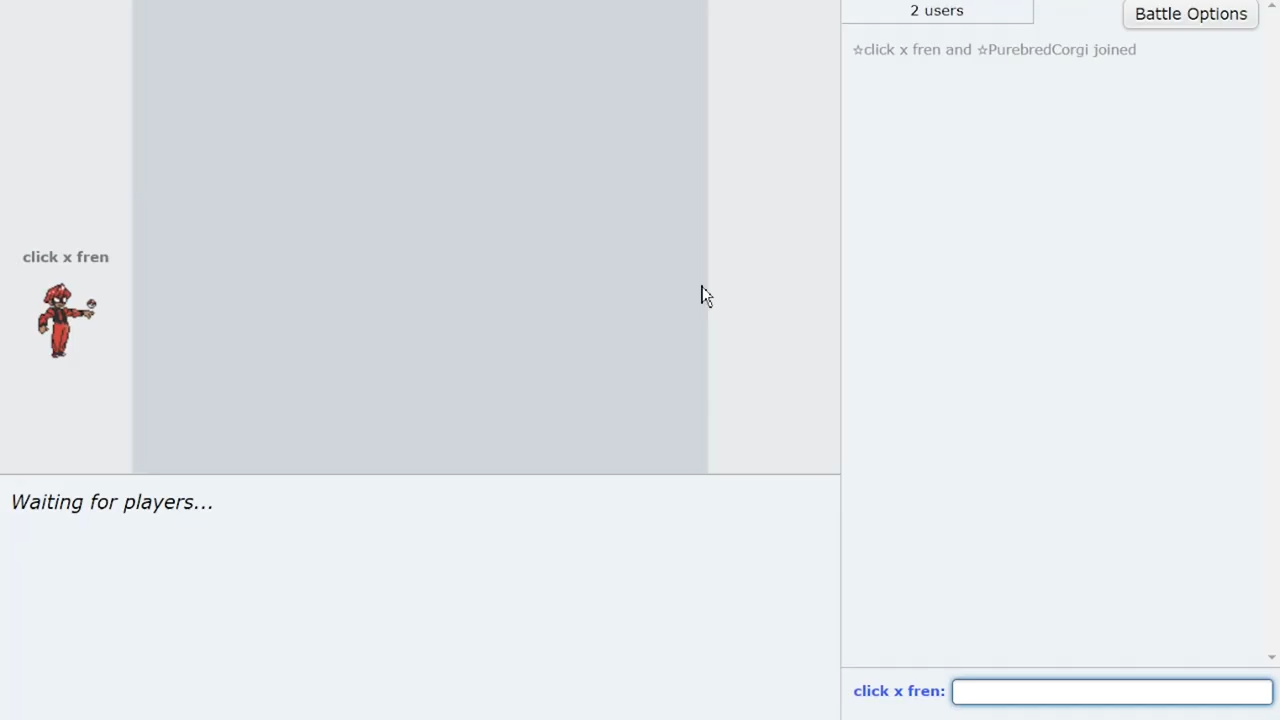 2 users
Battle Options
☆click x fren and ☆PurebredCorgi joined
click x fren
Waiting for players...
click x fren: